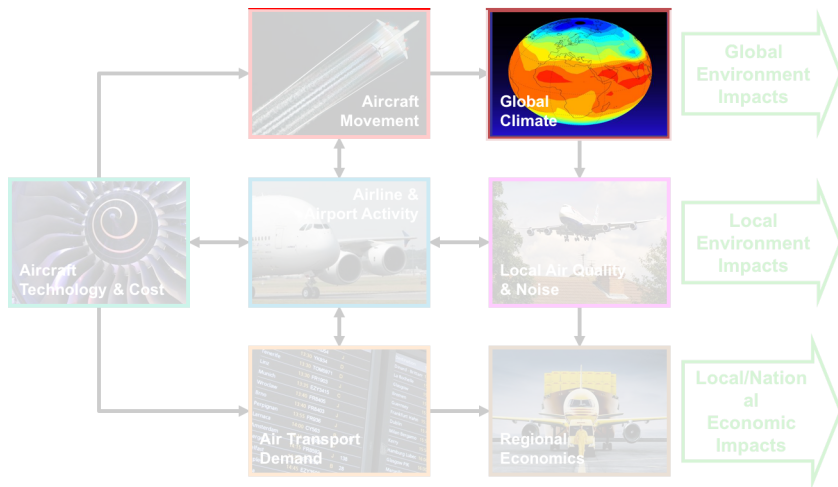 Aircraft
Movement
Global
Climate
Global
Environment
Impacts
Aircraft
Technology & Cost
Airline &
Airport Activity
Local Air Quality
& Noise
Local
Environment
Impacts
Air Transport
Demand
Regional
Economics
Local/Nation
al
Economic
Impacts